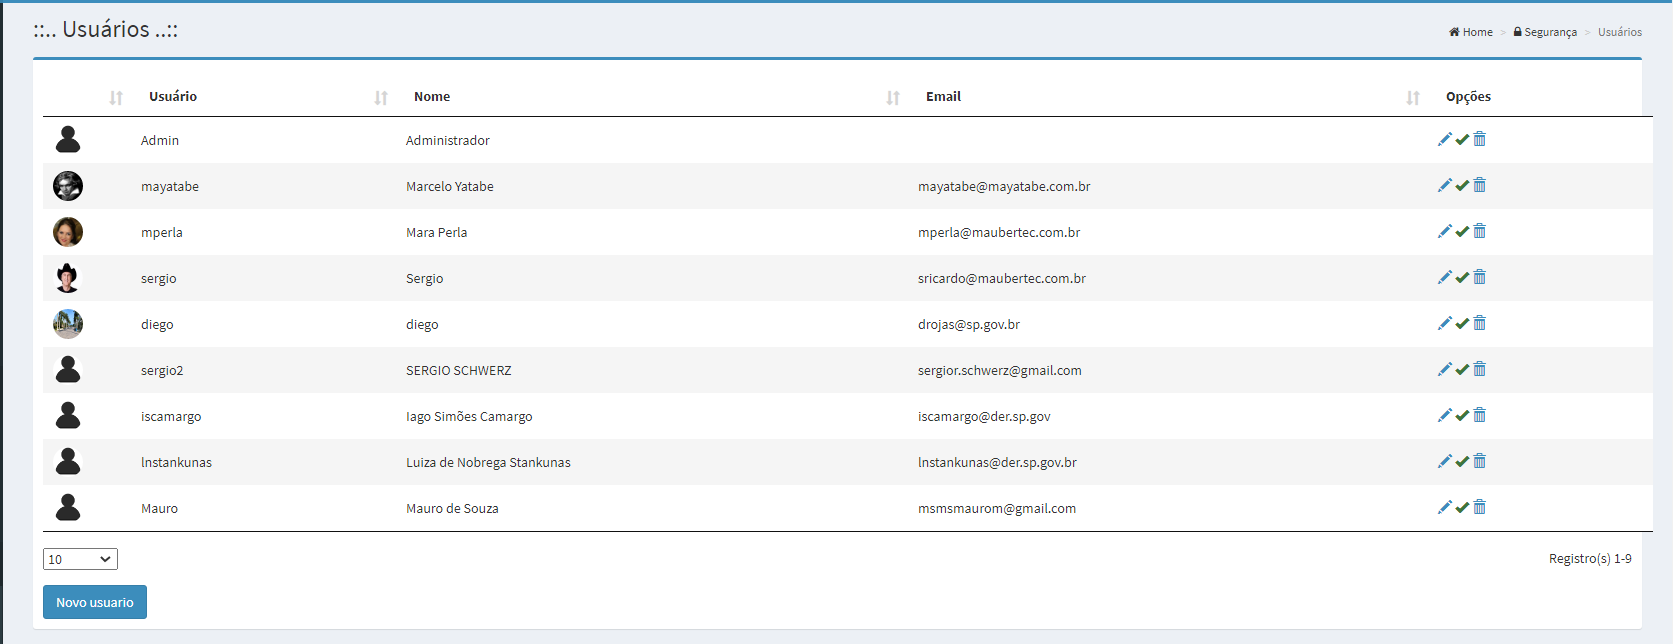 ::.. Usuários ..::
Home > Segurança > Usuários
Usuário Nome Email Opções
Admin Administrador
mayatabe Marcelo Yatabe mayatabe@mayatabe.com.br
mperla Mara Perla mperla@maubertec.com.br
sergio Sergio sricardo@maubertec.com.br
diego diego drojas@sp.gov.br
sergio2 SERGIO SCHWERZ sergior.schwerz@gmail.com
iscamargo Iago Simões Camargo iscamargo@der.sp.gov
lnstankunas Luiza de Nobrega Stankunas lnstankunas@der.sp.gov.br
Mauro Mauro de Souza msmsmaurom@gmail.com
10 Registro(s) 1-9
Novo usuario